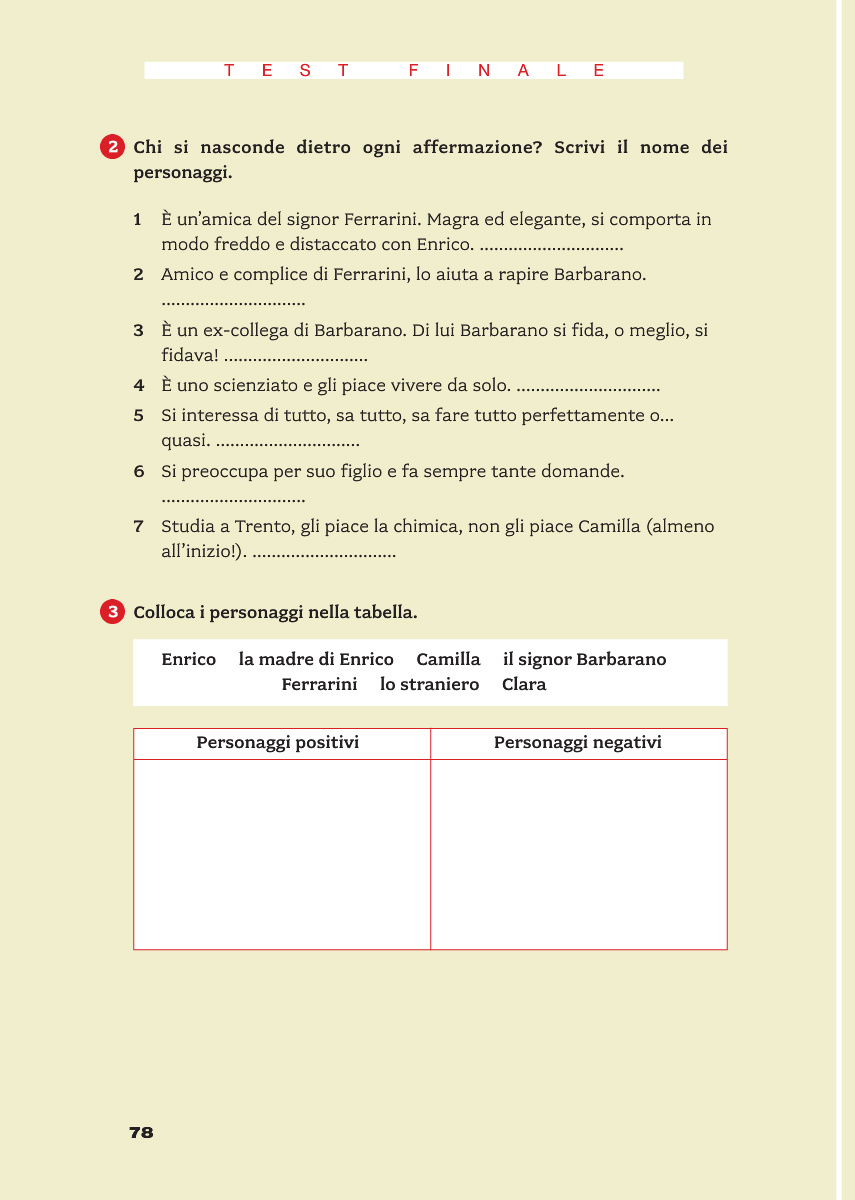 TEST FINALE
2 Chi si nasconde dietro ogni affermazione? Scrivi il nome dei
personaggi.
1 È un’amica del signor Ferrarini. Magra ed elegante, si comporta in
modo freddo e distaccato con Enrico. ..............................
2 Amico e complice di Ferrarini, lo aiuta a rapire Barbarano.
..............................
3 È un ex-collega di Barbarano. Di lui Barbarano si fida, o meglio, si
fidava! ..............................
4 È uno scienziato e gli piace vivere da solo. ..............................
5 Si interessa di tutto, sa tutto, sa fare tutto perfettamente o...
quasi. ..............................
6 Si preoccupa per suo figlio e fa sempre tante domande.
..............................
7 Studia a Trento, gli piace la chimica, non gli piace Camilla (almeno
all’inizio!). ..............................
3 Colloca i personaggi nella tabella.
Enrico la madre di Enrico Camilla il signor Barbarano
Ferrarini lo straniero Clara
Personaggi positivi Personaggi negativi
78